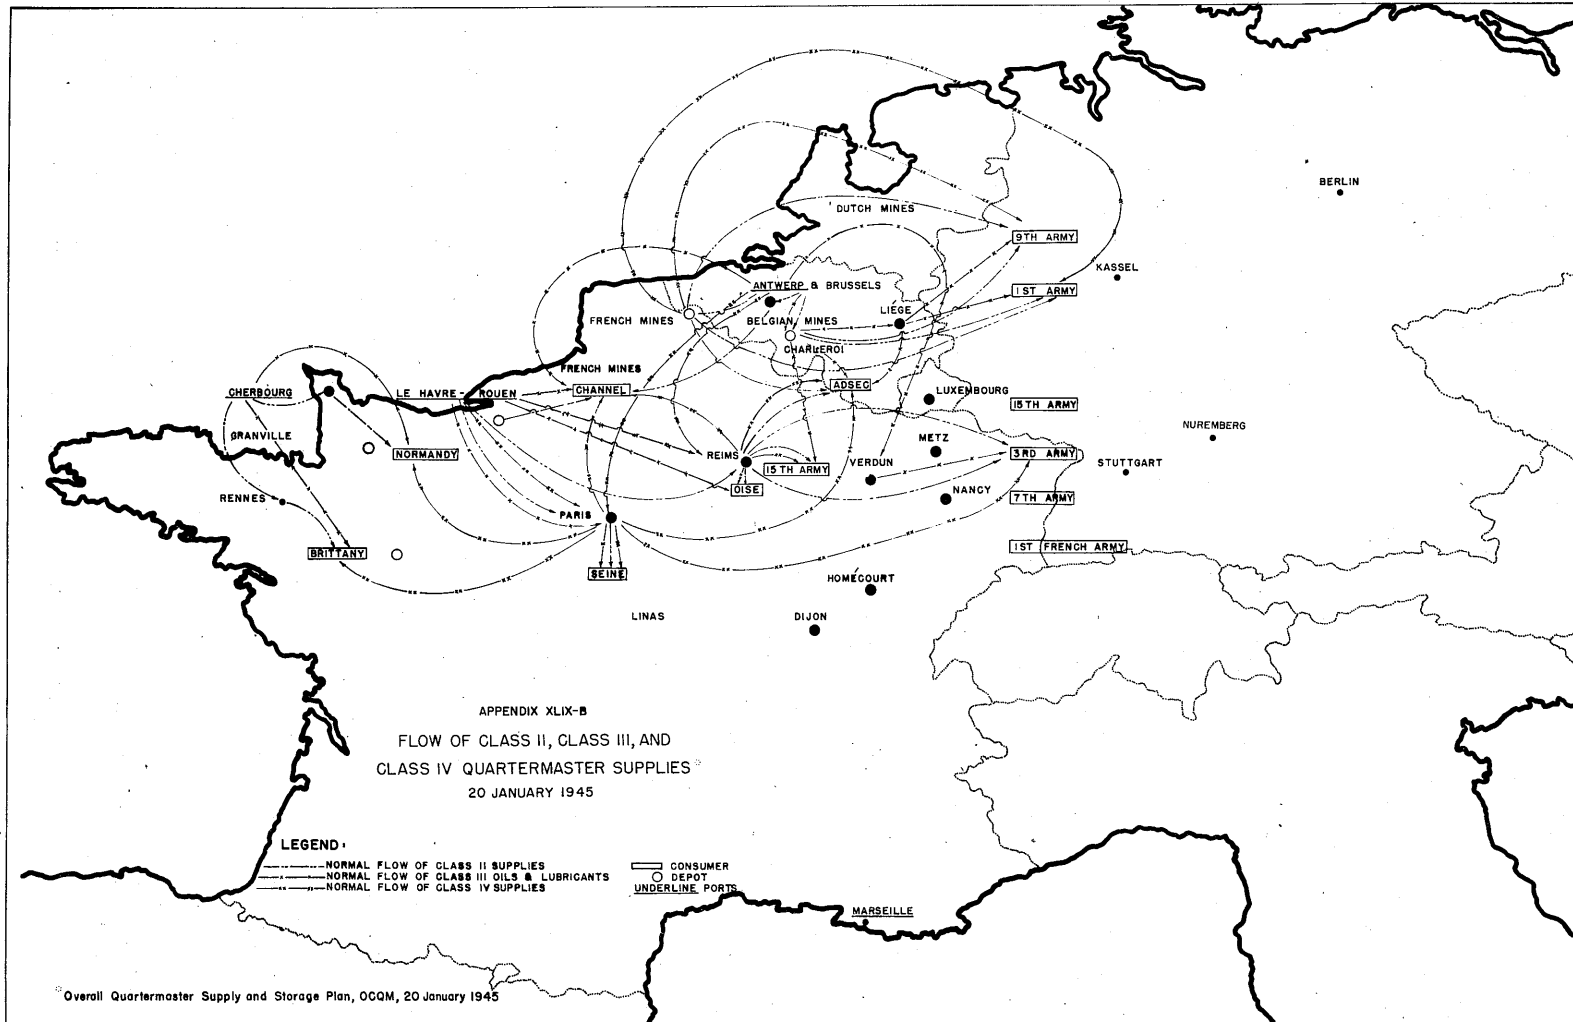 BERLIN
DUTCH MINES
9TH ARMY
KASSEL
ANTWERP & BRUSSELS
1ST ARMY
FRENCH MINES
BELGIAN MINES
LIÉGE
CHARLEROI
FRENCH MINES
CHERBOURG
LE HAVRE - ROUEN
CHANNEL
ADSEC
LUXEMBOURG
15TH ARMY
GRANVILLE
NORMANDY
REIMS
15TH ARMY
VERDUN
METZ
3RD ARMY
NUREMBERG
STUTTGART
RENNES
OISE
NANCY
7TH ARMY
PARIS
BRITTANY
SEINE
1ST FRENCH ARMY
HOMÉCOURT
LINAS
DIJON
APPENDIX XLIX-B
FLOW OF CLASS II, CLASS III, AND
CLASS IV QUARTERMASTER SUPPLIES*
20 JANUARY 1945
LEGEND:
NORMAL FLOW OF CLASS II SUPPLIES
NORMAL FLOW OF CLASS III OILS & LUBRICANTS
NORMAL FLOW OF CLASS IV SUPPLIES
CONSUMER
DEPOT
UNDERLINE PORTS
MARSEILLE
*Overall Quartermaster Supply and Storage Plan, OCQM, 20 January 1945